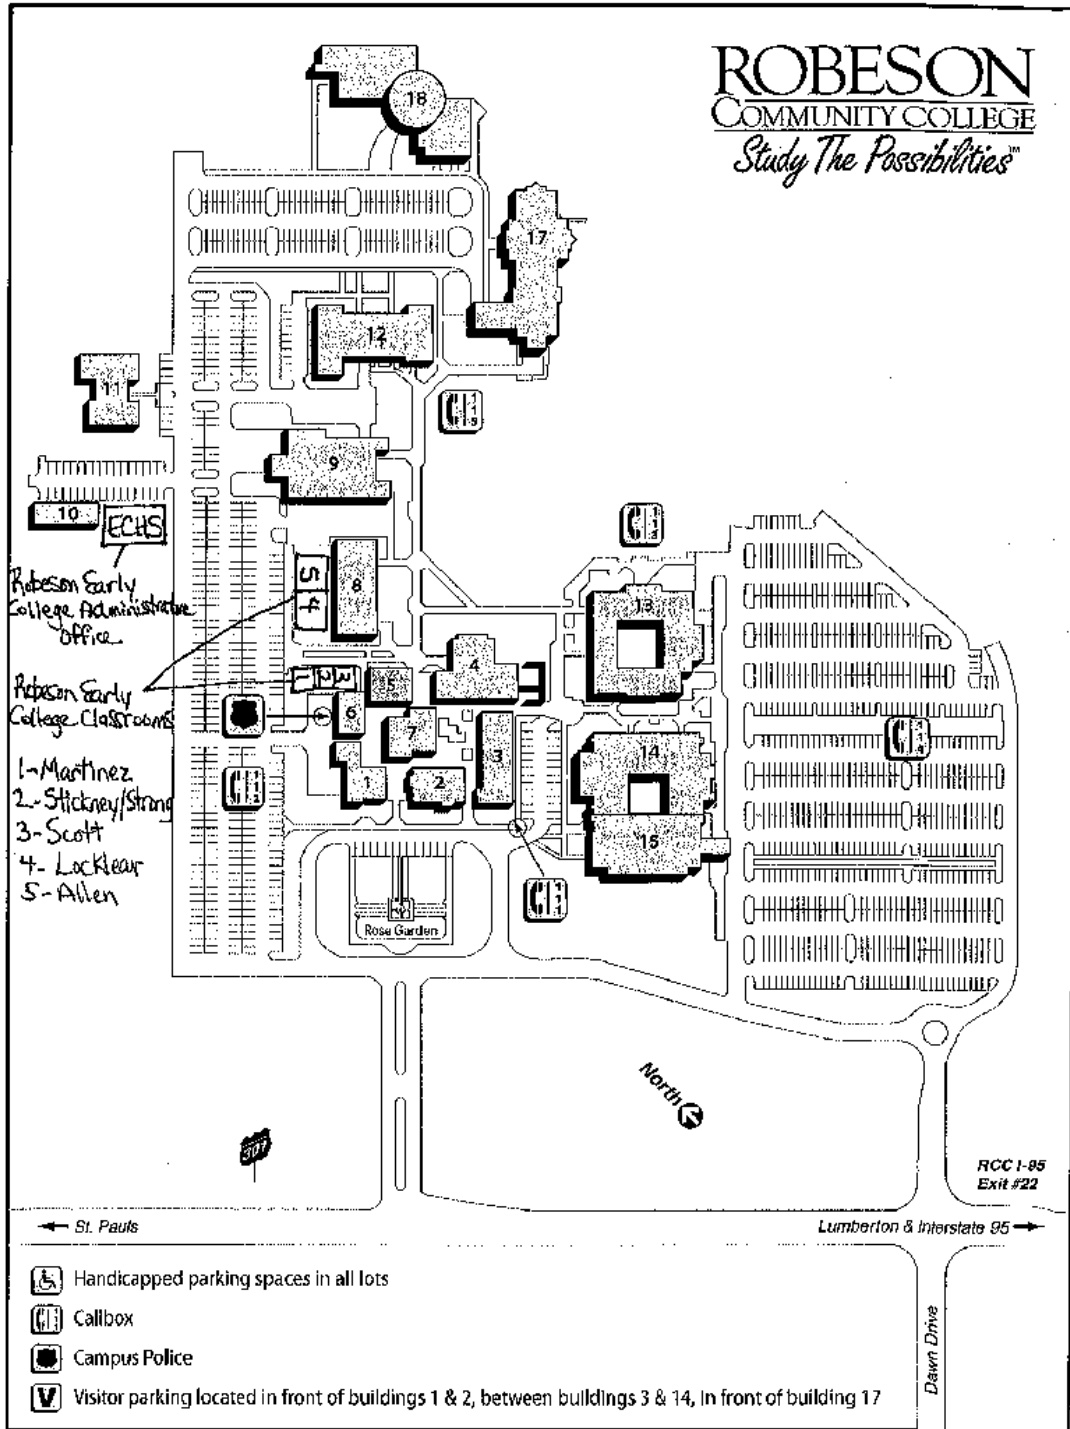 ROBESON
COMMUNITY COLLEGE
Study The Possibilities™
18
17
12
11
9
10
ECHS
Robeson Early
College Administrative
office
5
4
8
13
4
1
2
3
5
Robeson Early
College Classrooms
6
7
3
14
1
2
15
1-Martinez
2-Stickney/Strong
3-Scott
4-Locklear
5-Allen
Rose Garden
North
301
RCC I-95
Exit #22
St. Pauls
Lumberton & Interstate 95
Dawn Drive
Handicapped parking spaces in all lots
Callbox
Campus Police
V Visitor parking located in front of buildings 1 & 2, between buildings 3 & 14, in front of building 17